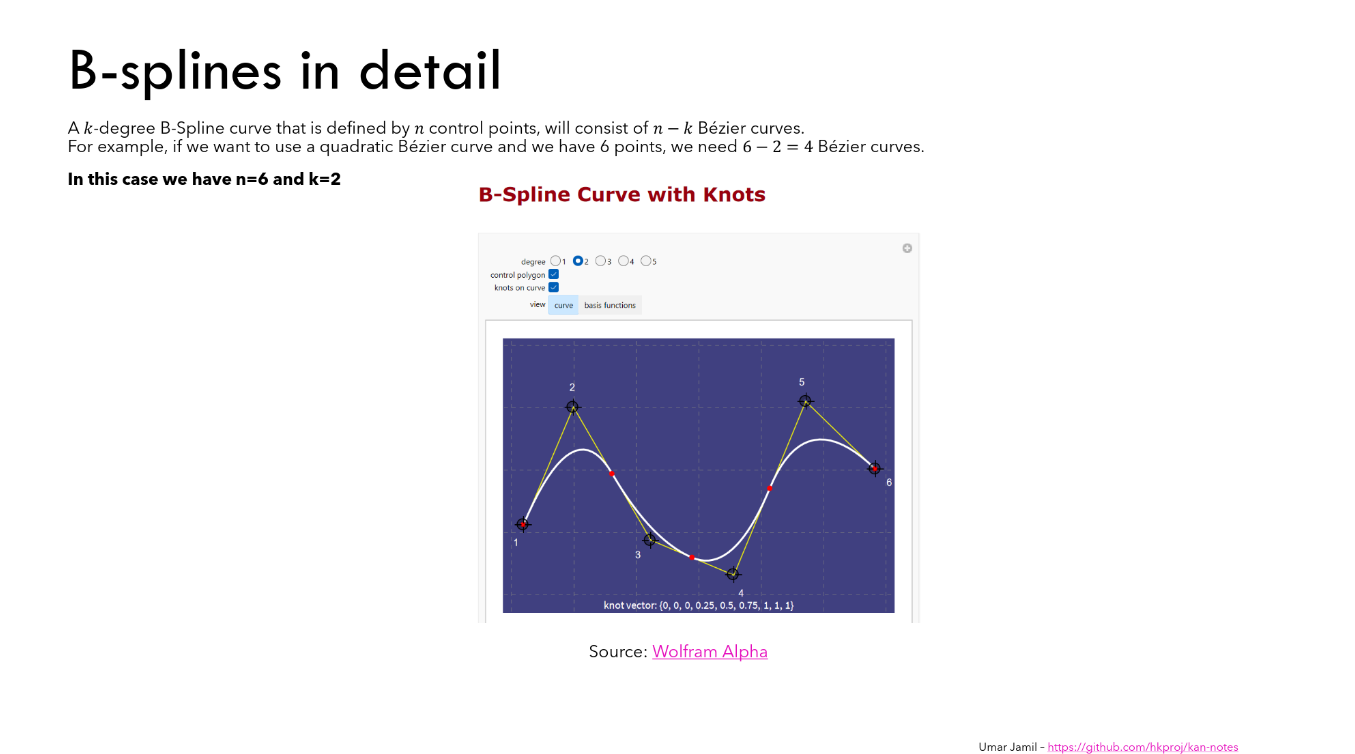 B-splines in detail
A k-degree B-Spline curve that is defined by n control points, will consist of n − k Bézier curves.
For example, if we want to use a quadratic Bézier curve and we have 6 points, we need 6 − 2 = 4 Bézier curves.
In this case we have n=6 and k=2
B-Spline Curve with Knots
degree 1 2 3 4 5
control polygon
knots on curve
view curve basis functions
5
2
6
1
3
4
knot vector: {0, 0, 0, 0.25, 0.5, 0.75, 1, 1, 1}
Source: Wolfram Alpha
Umar Jamil – https://github.com/hkproj/kan-notes